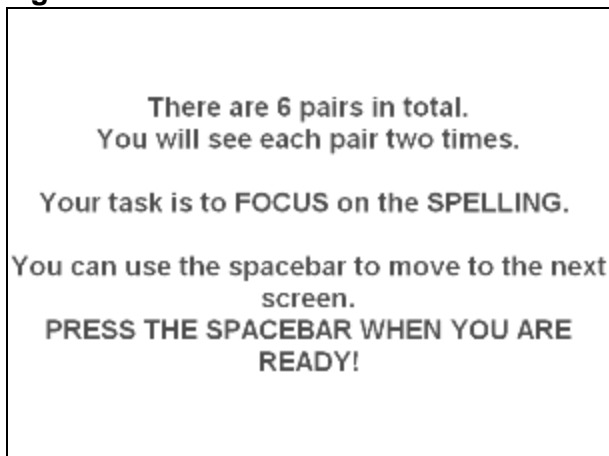 There are 6 pairs in total.
You will see each pair two times.
Your task is to FOCUS on the SPELLING.
You can use the spacebar to move to the next
screen.
PRESS THE SPACEBAR WHEN YOU ARE
READY!